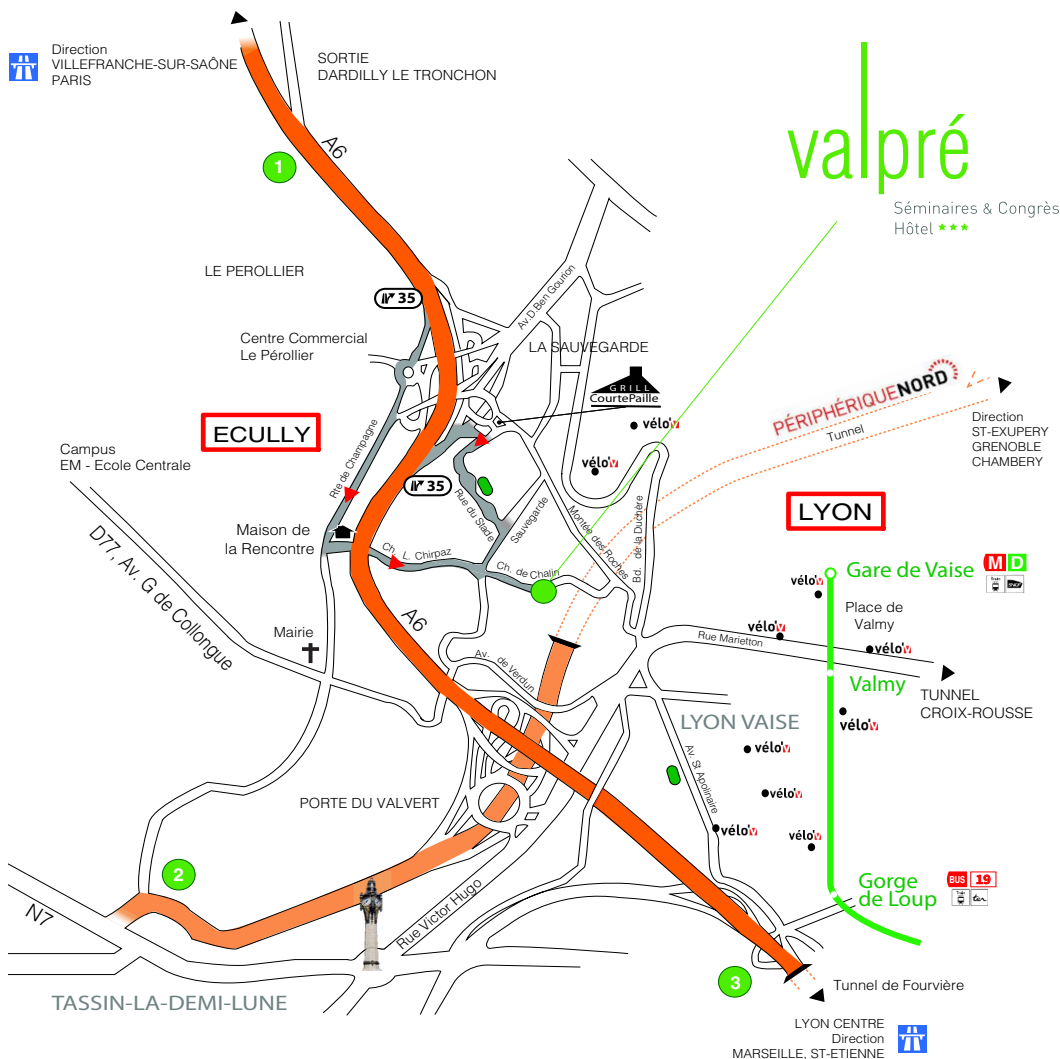 Direction
VILLEFRANCHE-SUR-SAÔNE
PARIS
SORTIE
DARDILLY LE TRONCHON
valpré
Séminaires & Congrès
Hôtel ★★★
A6
1
LE PEROLLIER
35
Av.D.Ben Gourion
Centre Commercial
Le Pérollier
LA SAUVEGARDE
GRILL
CourtePaille
PÉRIPHÉRIQUENORD
Tunnel
Direction
ST-EXUPERY
GRENOBLE
CHAMBERY
ECULLY
vélo'v
vélo'v
Campus
EM - Ecole Centrale
Rte de Champagne
35
Rue du Stade
Sauvegarde
Montée des Roches
Bd. de la Duchère
LYON
Maison de
la Rencontre
Ch. L. Chirpaz
Ch. de Chalin
D77, Av. G de Collongue
Gare de Vaise
M D
Train
SNCF
vélo'v
Place de
Valmy
A6
Mairie
vélo'v
Rue Marietton
vélo'v
Av. de Verdun
Valmy
TUNNEL
CROIX-ROUSSE
LYON VAISE
vélo'v
vélo'v
Av. St Apolinaire
vélo'v
PORTE DU VALVERT
vélo'v
vélo'v
2
Gorge
de Loup
BUS 19
Train
ter
N7
Rue Victor Hugo
3
Tunnel de Fourvière
TASSIN-LA-DEMI-LUNE
LYON CENTRE
Direction
MARSEILLE, ST-ETIENNE